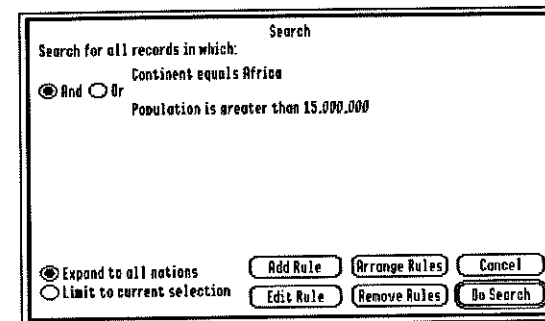 Search
Search for all records in which:
Continent equals Africa
And Or
Population is greater than 15,000,000
Expand to all nations
Limit to current selection
Add Rule Arrange Rules Cancel
Edit Rule Remove Rules Do Search